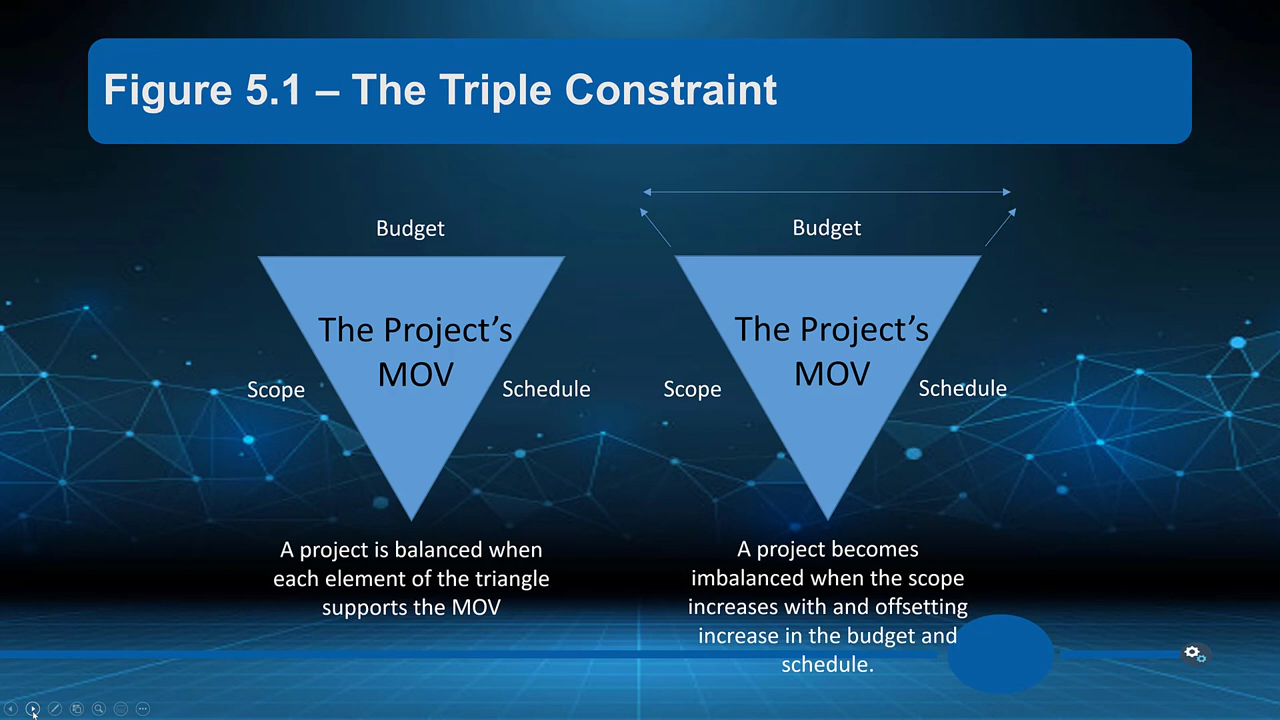 Figure 5.1 – The Triple Constraint
Budget
The Project's
MOV
Scope
Schedule
A project is balanced when
each element of the triangle
supports the MOV
Budget
The Project's
MOV
Scope
Schedule
A project becomes
imbalanced when the scope
increases with and offsetting
increase in the budget and
schedule.